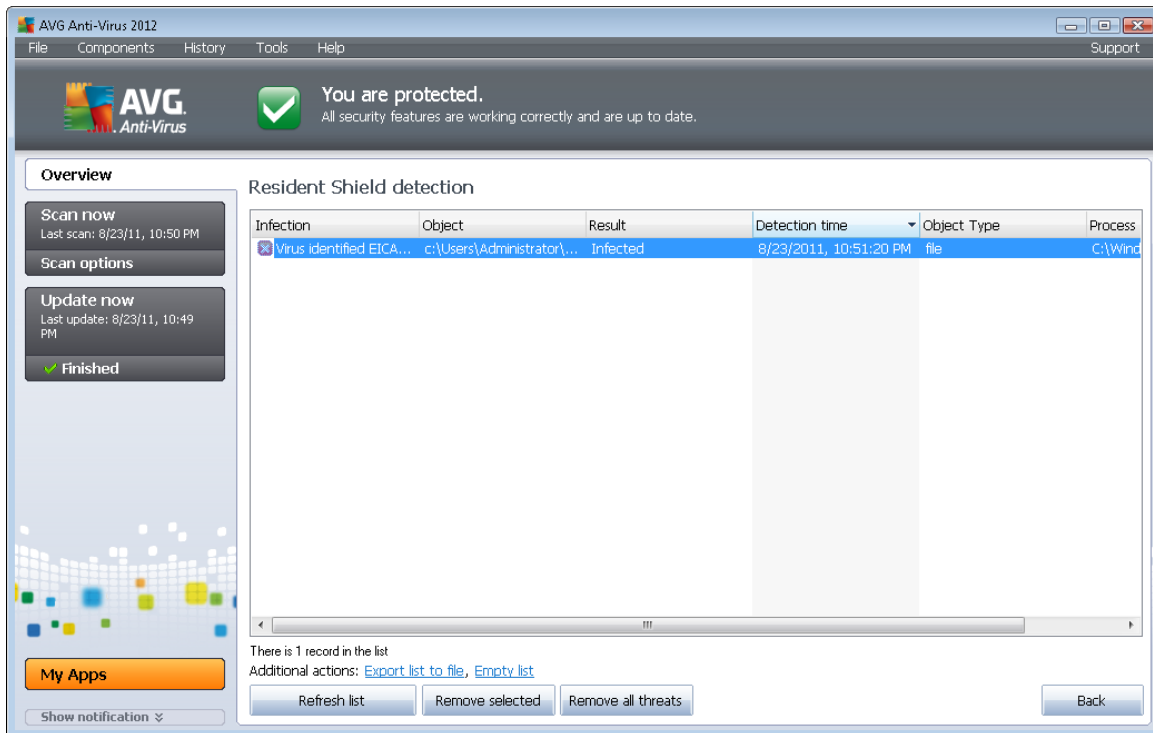 AVG Anti-Virus 2012
File Components History Tools Help Support
AVG.
Anti-Virus
You are protected.
All security features are working correctly and are up to date.
Overview
Scan now
Last scan: 8/23/11, 10:50 PM
Scan options
Update now
Last update: 8/23/11, 10:49
PM
Finished
My Apps
Show notification
Resident Shield detection
Infection Object Result Detection time Object Type Process
Virus identified EICA... c:\Users\Administrator\... Infected 8/23/2011, 10:51:20 PM file C:\Wind
There is 1 record in the list
Additional actions: Export list to file, Empty list
Refresh list Remove selected Remove all threats Back